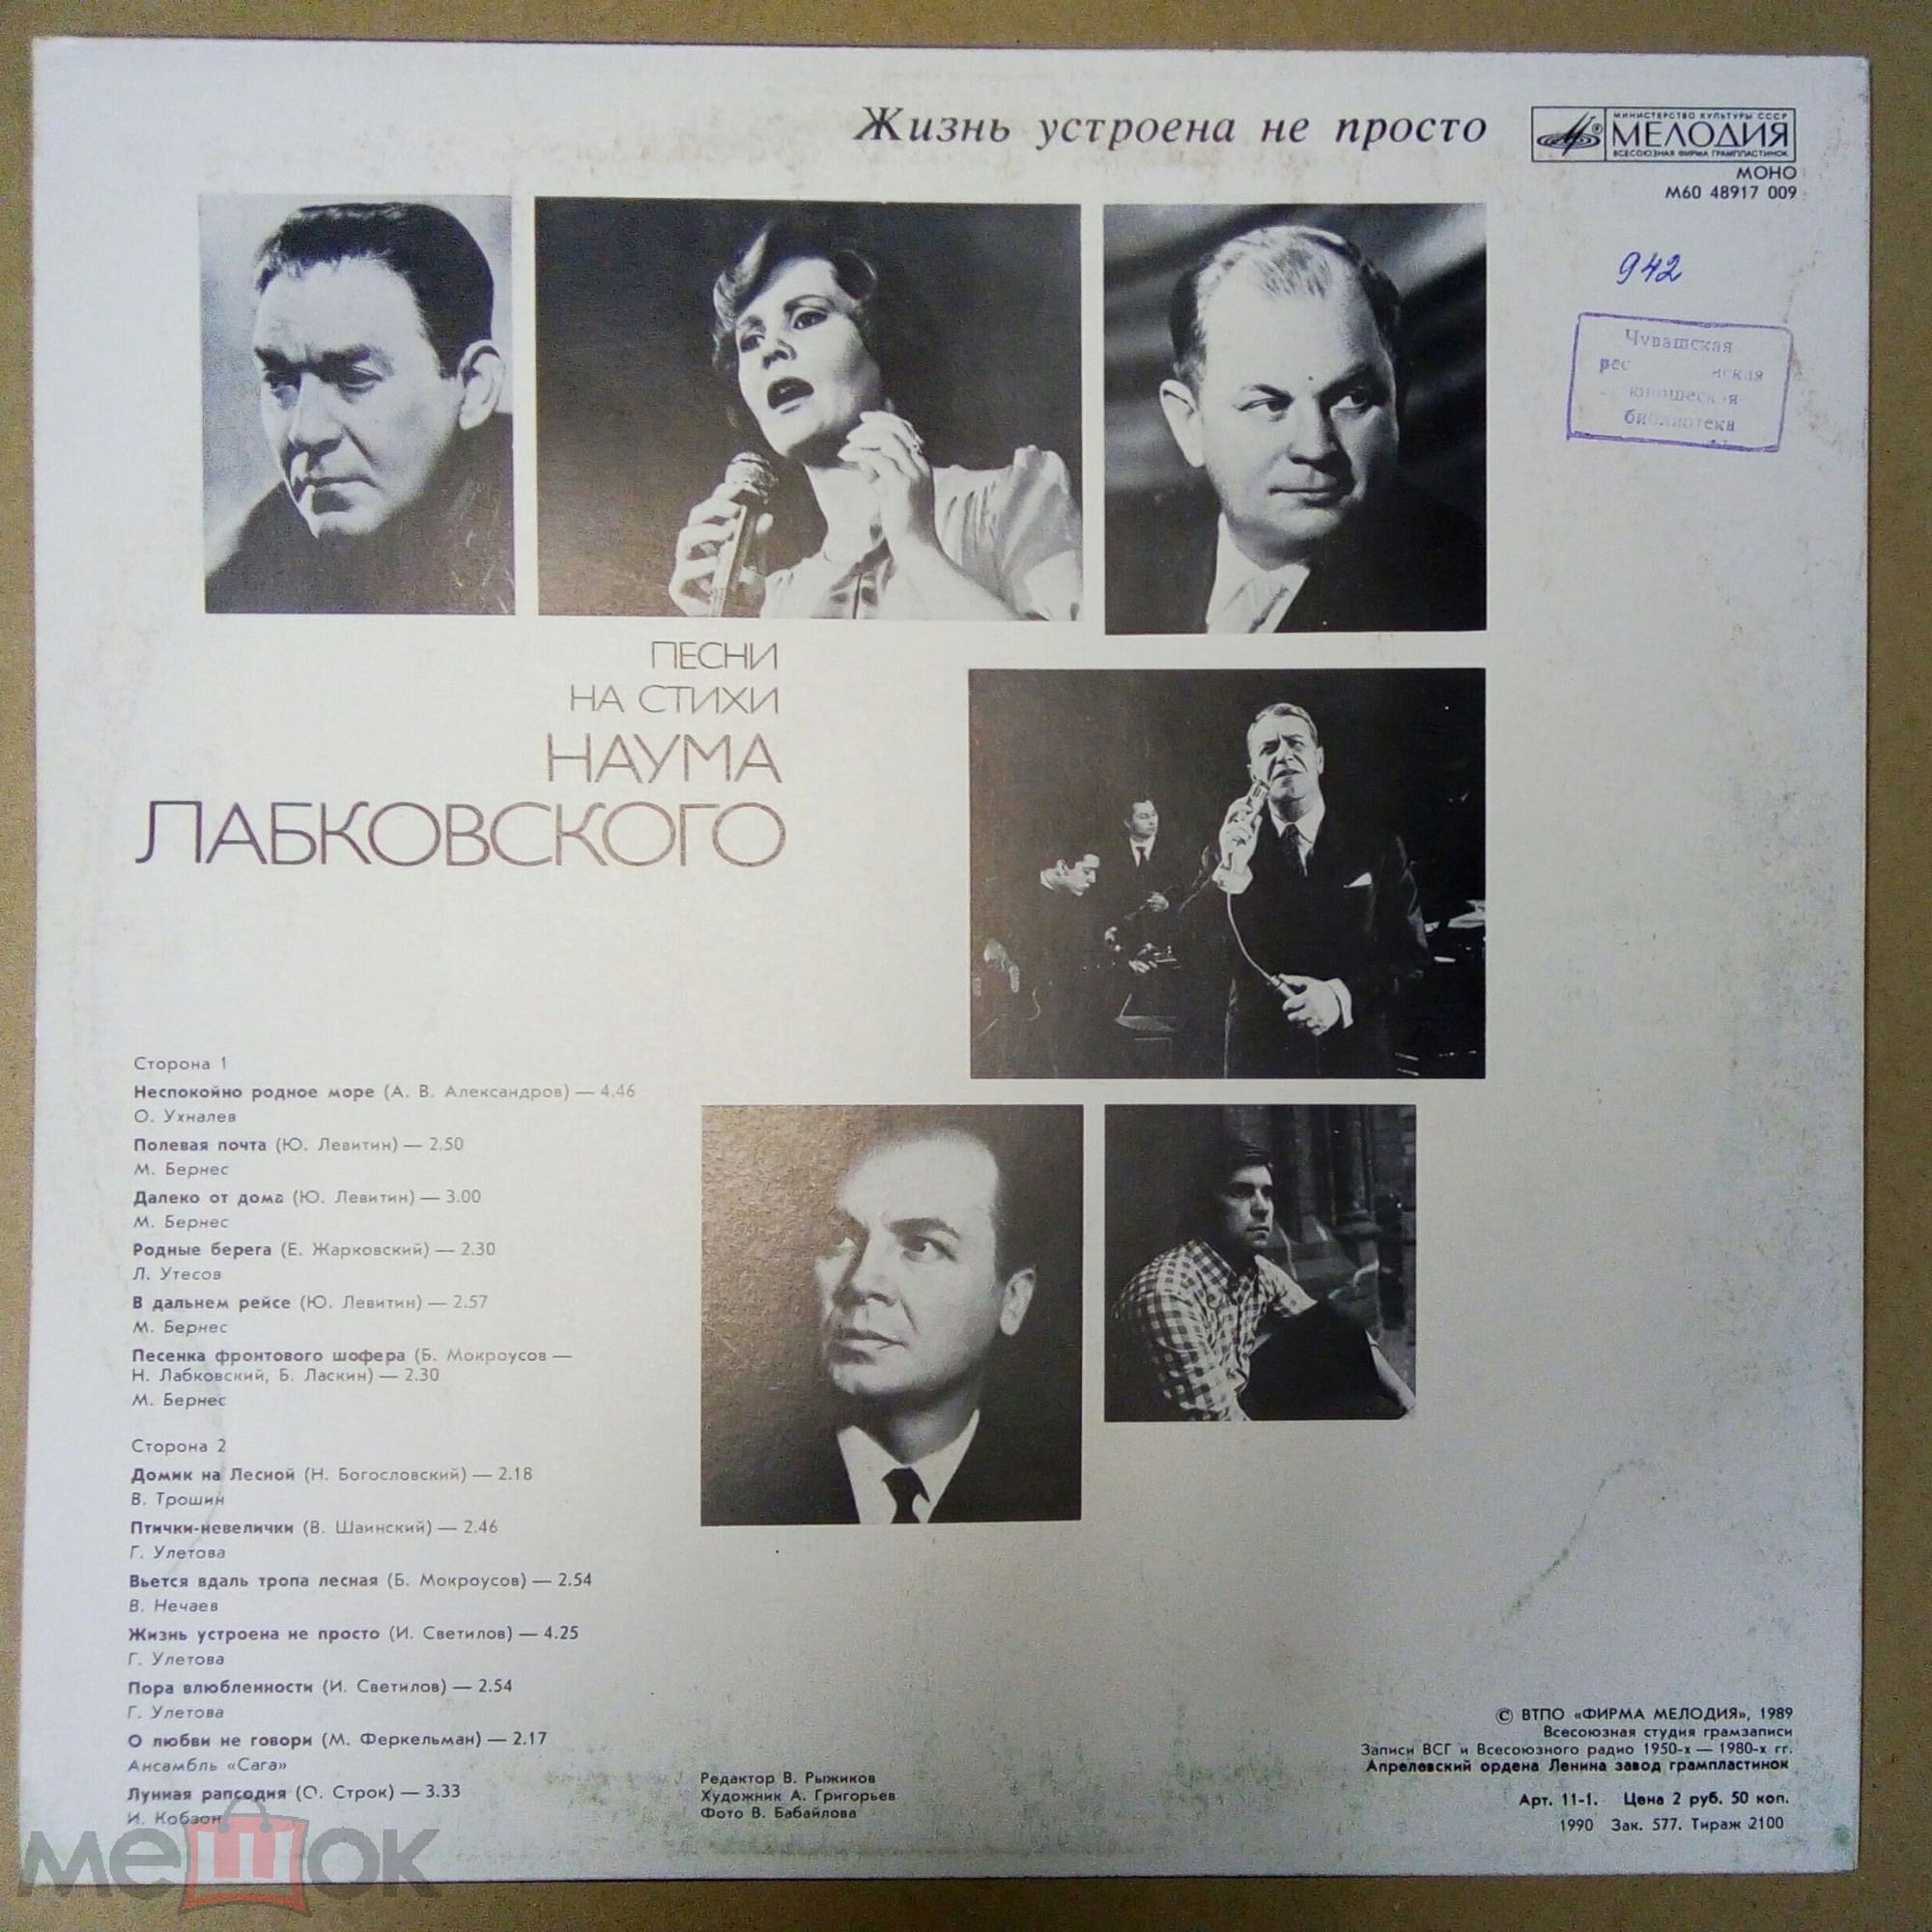 Жизнь устроена не просто
МИНИСТЕРСТВО КУЛЬТУРЫ СССР
МЕЛОДИЯ
ВСЕСОЮЗНАЯ ФИРМА ГРАМПЛАСТИНОК
МОНО
М60 48917 009
942
Чувашская
юношеская
библиотека
ПЕСНИ
НА СТИХИ
НАУМА
ЛАБКОВСКОГО
Сторона 1
Неспокойно родное море (А. В. Александров) — 4.46
О. Ухналев
Полевая почта (Ю. Левитин) — 2.50
М. Бернес
Далеко от дома (Ю. Левитин) — 3.00
М. Бернес
Родные берега (Е. Жарковский) — 2.30
Л. Утесов
В дальнем рейсе (Ю. Левитин) — 2.57
М. Бернес
Песенка фронтового шофера (Б. Мокроусов —
Н. Лабковский, Б. Ласкин) — 2.30
М. Бернес
Сторона 2
Домик на Лесной (Н. Богословский) — 2.18
В. Трошин
Птички-невелички (В. Шаинский) — 2.46
Г. Улетова
Вьется вдаль тропа лесная (Б. Мокроусов) — 2.54
В. Нечаев
Жизнь устроена не просто (И. Светилов) — 4.25
Г. Улетова
Пора влюбленности (И. Светилов) — 2.54
Г. Улетова
О любви не говори (М. Феркельман) — 2.17
Ансамбль «Сага»
Лунная рапсодия (О. Строк) — 3.33
И. Кобзон
Редактор В. Рыжиков
Художник А. Григорьев
Фото В. Бабайлова
© ВТПО «ФИРМА МЕЛОДИЯ», 1989
Всесоюзная студия грамзаписи
Записи ВСГ и Всесоюзного радио 1950-х — 1980-х гг.
Апрелевский ордена Ленина завод грампластинок
Арт. 11-1. Цена 2 руб. 50 коп.
1990 Зак. 577. Тираж 2100
мешок